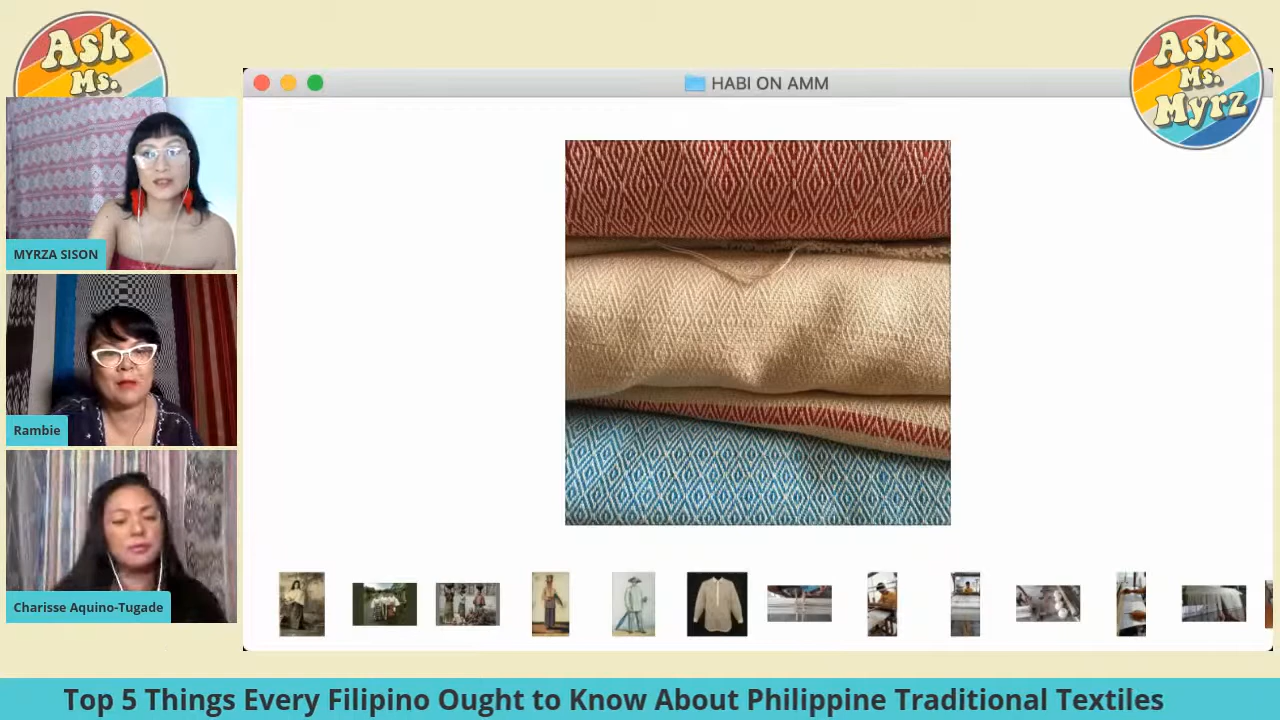 Ask
Ms.
HABI ON AMM
Ask
Ms.
Myrz
MYRZA SISON
Rambie
Charisse Aquino-Tugade
Top 5 Things Every Filipino Ought to Know About Philippine Traditional Textiles